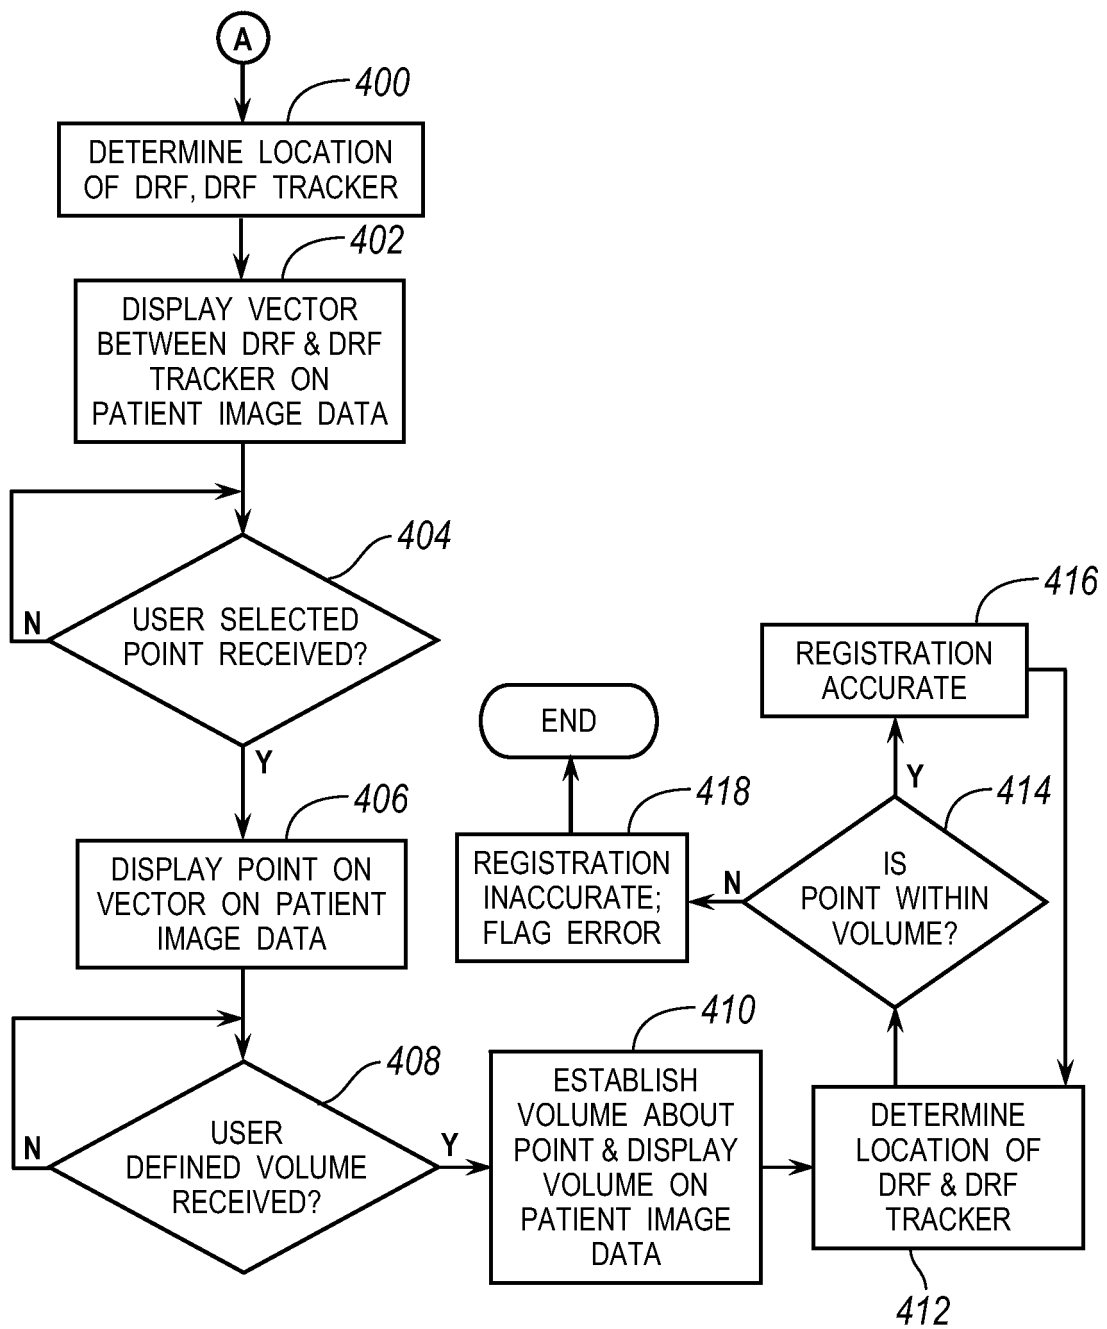 A
400
DETERMINE LOCATION
OF DRF, DRF TRACKER
402
DISPLAY VECTOR
BETWEEN DRF & DRF
TRACKER ON
PATIENT IMAGE DATA
404
USER SELECTED
POINT RECEIVED?
N
Y
406
DISPLAY POINT ON
VECTOR ON PATIENT
IMAGE DATA
408
USER
DEFINED VOLUME
RECEIVED?
N
Y
410
ESTABLISH
VOLUME ABOUT
POINT & DISPLAY
VOLUME ON
PATIENT IMAGE
DATA
DETERMINE
LOCATION OF
DRF & DRF
TRACKER
412
414
IS
POINT WITHIN
VOLUME?
Y
N
416
REGISTRATION
ACCURATE
418
REGISTRATION
INACCURATE;
FLAG ERROR
END